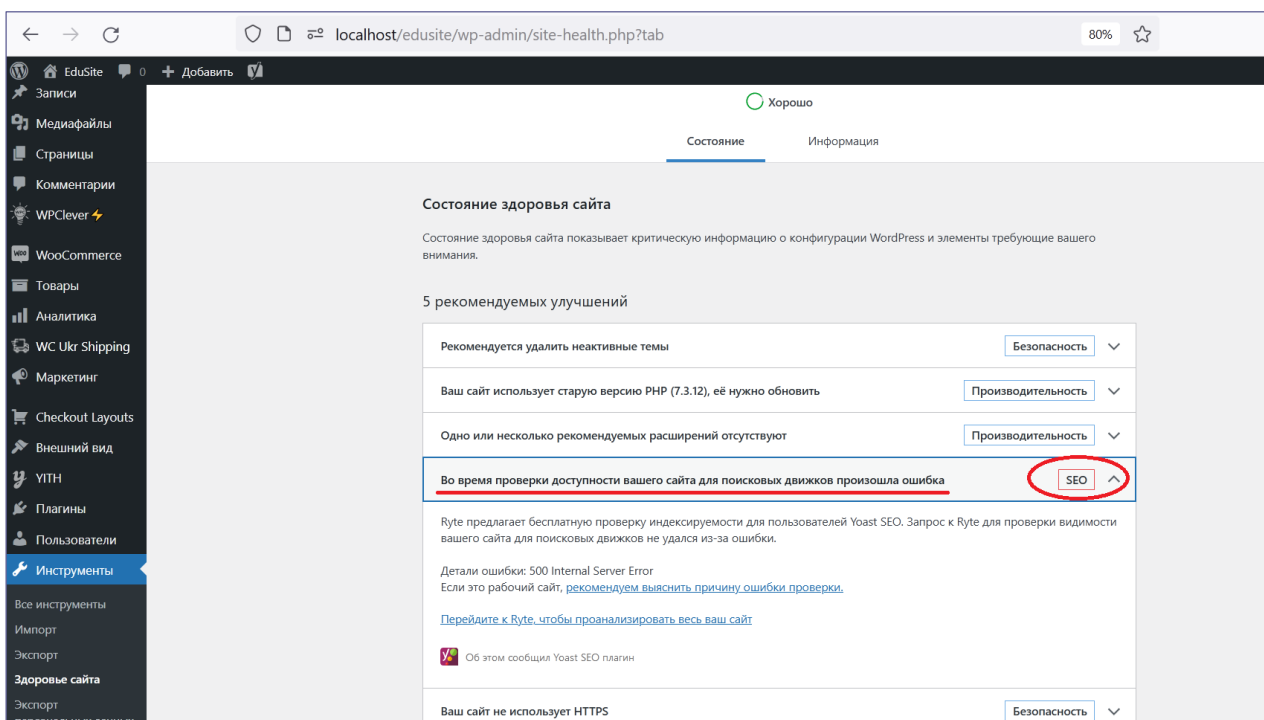 localhost/edusite/wp-admin/site-health.php?tab
80%
EduSite
0
Добавить
Записи
Медиафайлы
Страницы
Комментарии
WPClever
WooCommerce
Товары
Аналитика
WC Ukr Shipping
Маркетинг
Checkout Layouts
Внешний вид
YITH
Плагины
Пользователи
Инструменты
Все инструменты
Импорт
Экспорт
Здоровье сайта
Экспорт
Хорошо
Состояние Информация
Состояние здоровья сайта
Состояние здоровья сайта показывает критическую информацию о конфигурации WordPress и элементы требующие вашего
внимания.
5 рекомендуемых улучшений
Рекомендуется удалить неактивные темы Безопасность
Ваш сайт использует старую версию PHP (7.3.12), её нужно обновить Производительность
Одно или несколько рекомендуемых расширений отсутствуют Производительность
Во время проверки доступности вашего сайта для поисковых движков произошла ошибка SEO
Ryte предлагает бесплатную проверку индексируемости для пользователей Yoast SEO. Запрос к Ryte для проверки видимости
вашего сайта для поисковых движков не удался из-за ошибки.
Детали ошибки: 500 Internal Server Error
Если это рабочий сайт, рекомендуем выяснить причину ошибки проверки.
Перейдите к Ryte, чтобы проанализировать весь ваш сайт
Об этом сообщил Yoast SEO плагин
Ваш сайт не использует HTTPS Безопасность